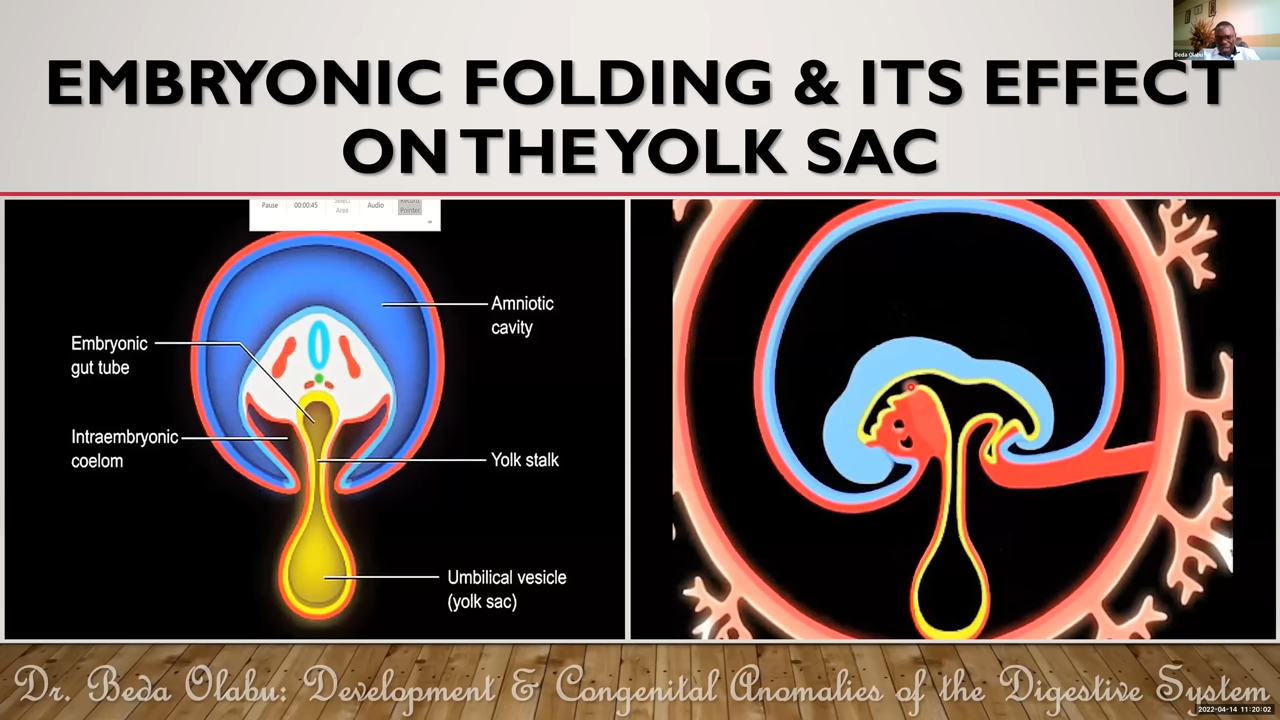 Beda Olabu
EMBRYONIC FOLDING & ITS EFFECT
ON THE YOLK SAC
Pause
00:00:45
Select
Area
Audio
Record
Pointer
Amniotic
cavity
Embryonic
gut tube
Intraembryonic
coelom
Yolk stalk
Umbilical vesicle
(yolk sac)
Dr. Beda Olabu: Development & Congenital Anomalies of the Digestive System
2022-04-14 11:20:02